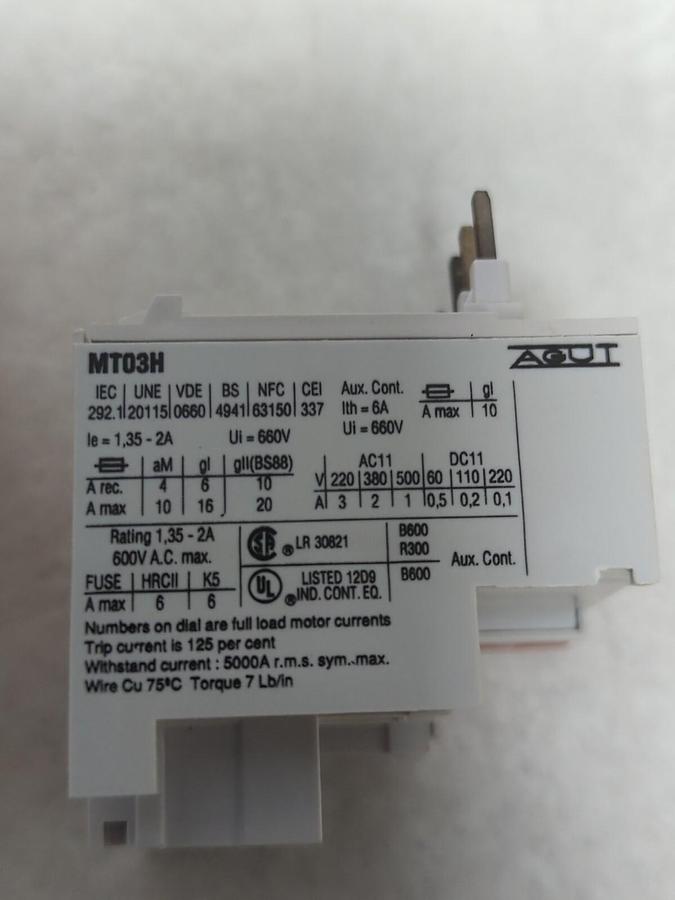 MT03H
AGUT
IEC | UNE | VDE | BS | NFC | CEI
292.1 | 20115 | 0660 | 4941 | 63150 | 337
Ie = 1,35 - 2A Ui = 660V
Aux. Cont.
Ith = 6A
Ui = 660V
gI
A max 10
aM gI gII(BS88)
A rec. 4 6 10
A max 10 16 20
AC11 DC11
V 220 380 500 60 110 220
A 3 2 1 0,5 0,2 0,1
Rating 1,35 - 2A
600V A.C. max.
FUSE HRCII K5
A max 6 6
SA ® LR 30821
UL ® LISTED 12D9
IND. CONT. EQ.
B600
R300
B600
Aux. Cont.
Numbers on dial are full load motor currents
Trip current is 125 per cent
Withstand current : 5000A r.m.s. sym. max.
Wire Cu 75ºC Torque 7 Lb/in